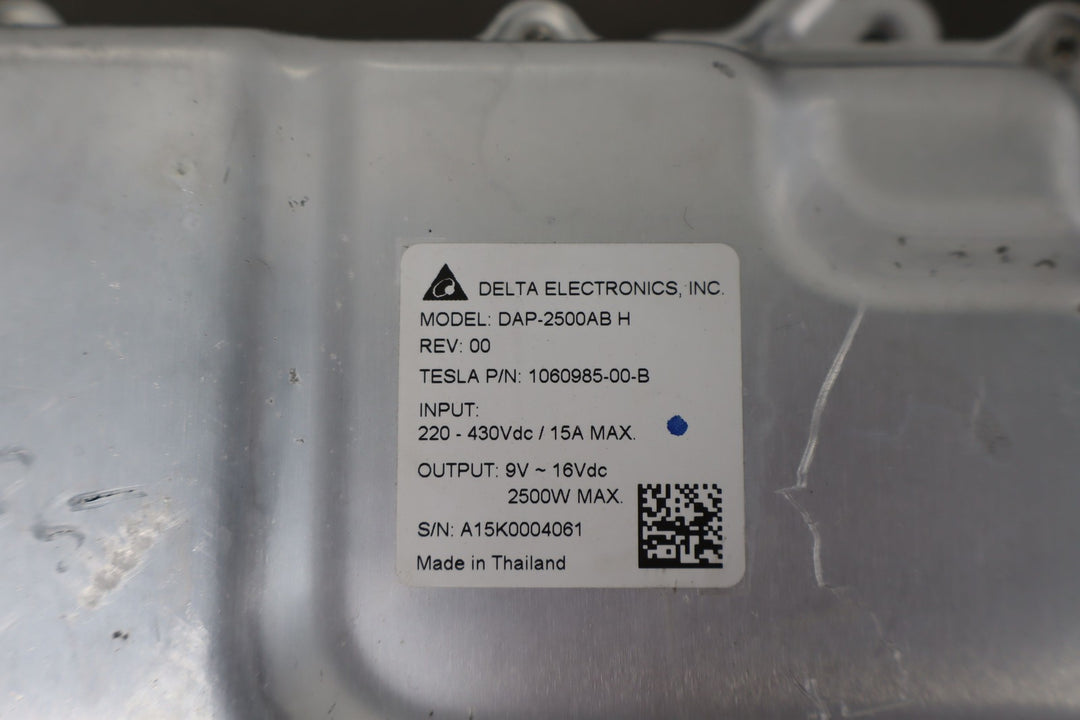 DELTA ELECTRONICS, INC.
MODEL: DAP-2500AB H
REV: 00
TESLA P/N: 1060985-00-B
INPUT:
220 - 430Vdc / 15A MAX.
OUTPUT: 9V ~ 16Vdc
2500W MAX.
S/N: A15K0004061
Made in Thailand